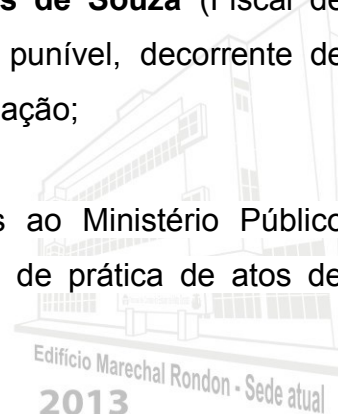 s de Souza (Fiscal de
punível, decorrente de
ação;
s ao Ministério Público
de prática de atos de
Edifício Marechal Rondon - Sede atual
2013